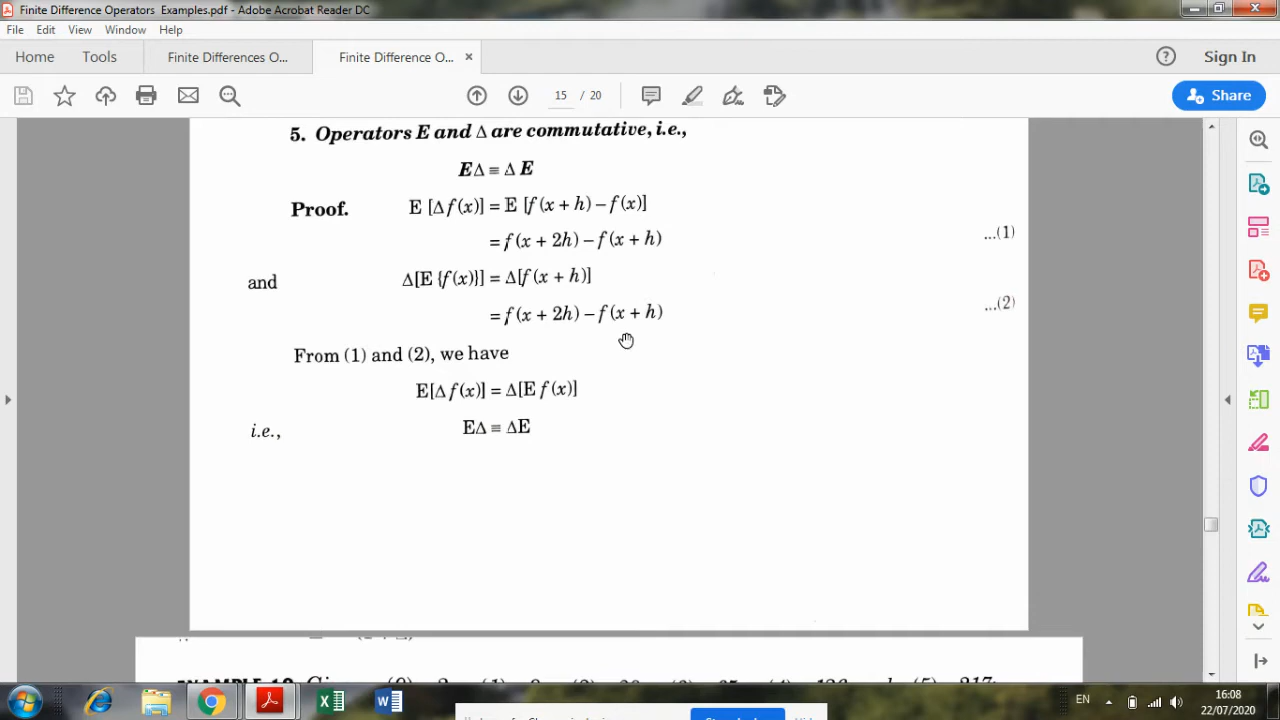 Finite Difference Operators Examples.pdf - Adobe Acrobat Reader DC
File Edit View Window Help
Home Tools Finite Differences O... Finite Difference O... × ? Sign In
15 / 20 Share
5. Operators E and Δ are commutative, i.e.,
EΔ ≡ Δ E
Proof. E [Δ f(x)] = E [f(x + h) – f(x)]
= f(x + 2h) – f(x + h) ...(1)
and Δ[E {f(x)}] = Δ[f(x + h)]
= f(x + 2h) – f(x + h) ...(2)
From (1) and (2), we have
E[Δ f(x)] = Δ[E f(x)]
i.e., EΔ ≡ ΔE
EN 16:08
22/07/2020